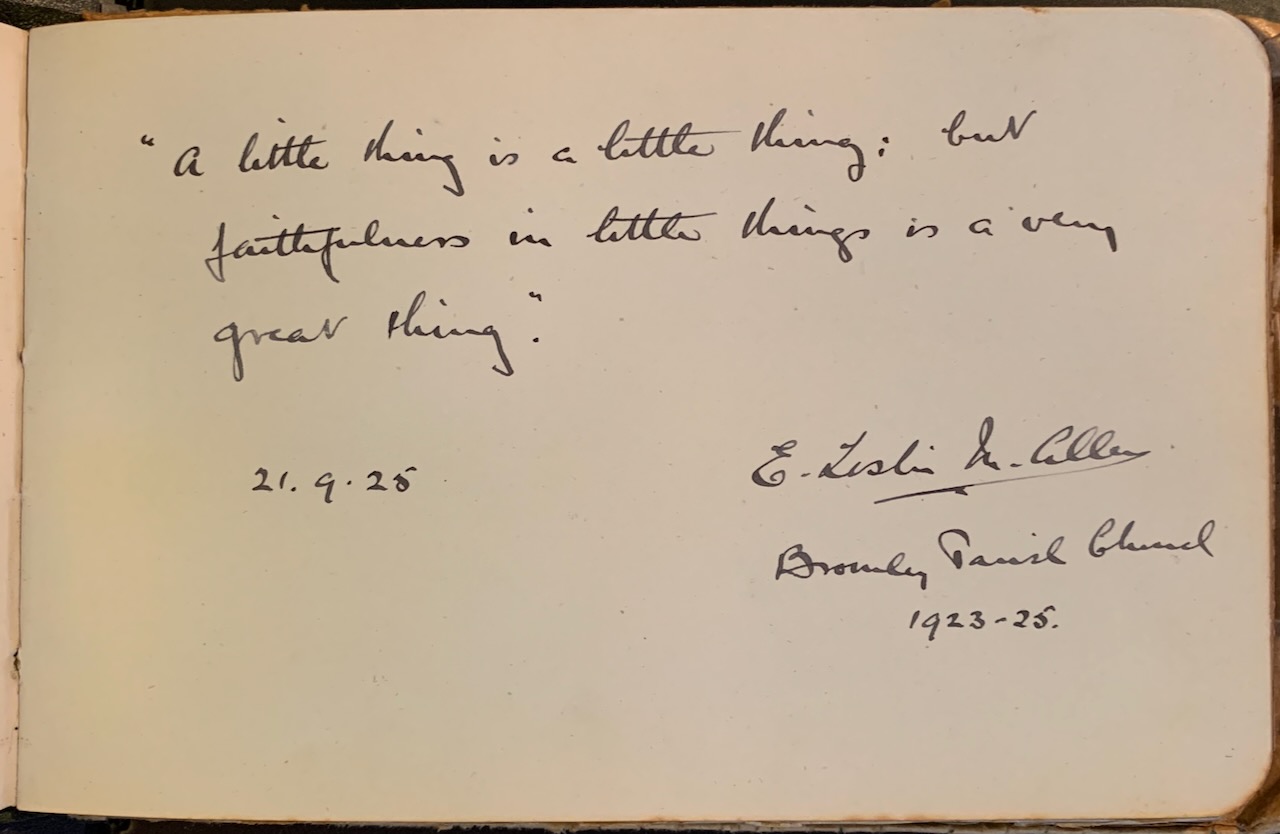 "A little thing is a little thing; but
faithfulness in little things is a very
great thing".
21.9.25
E. Leslie M. Allen
Bromley Parish Church
1923-25.